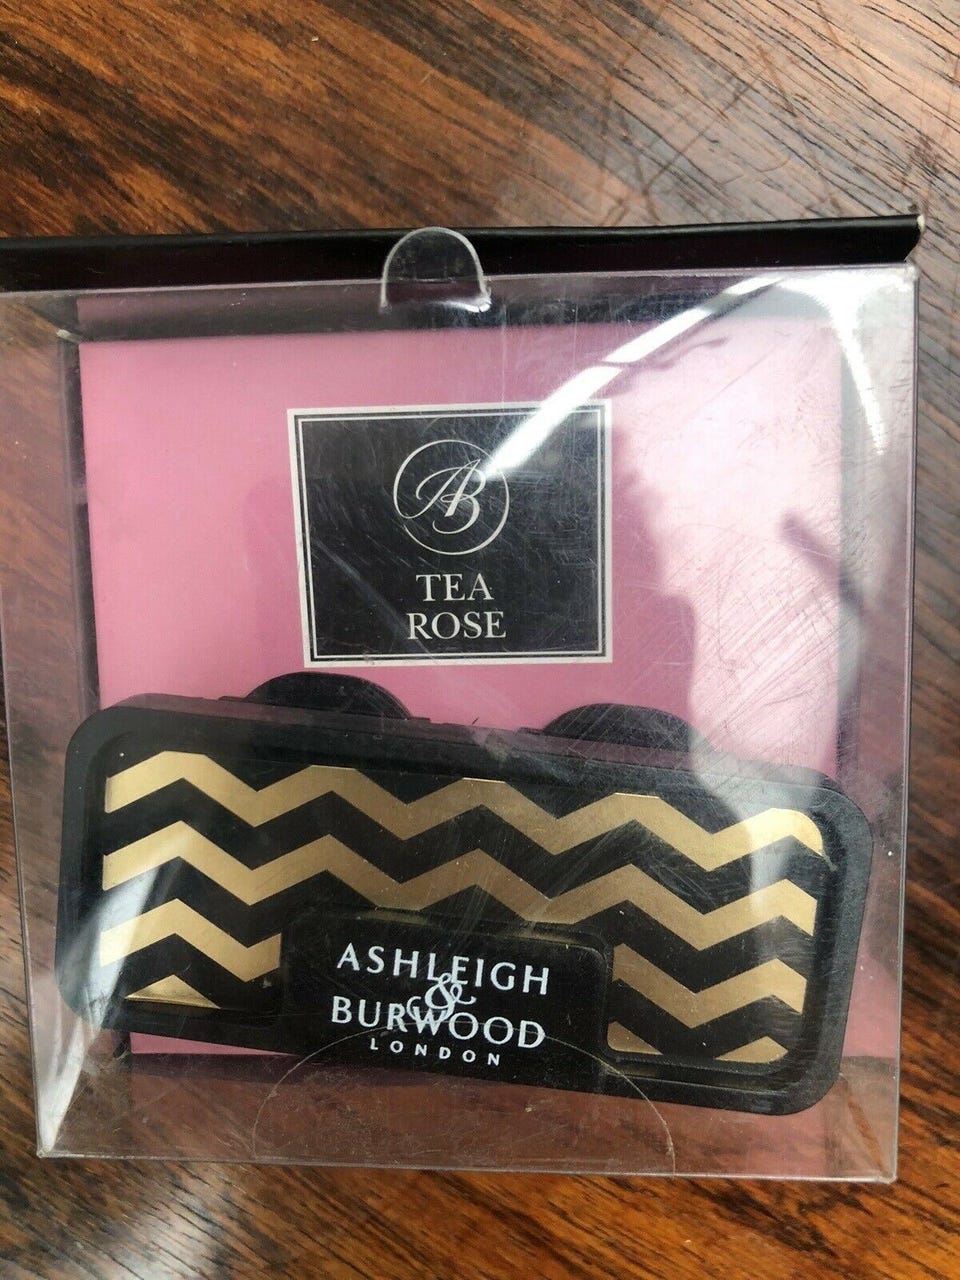 AB
TEA
ROSE
ASHLEIGH
&
BURWOOD
LONDON